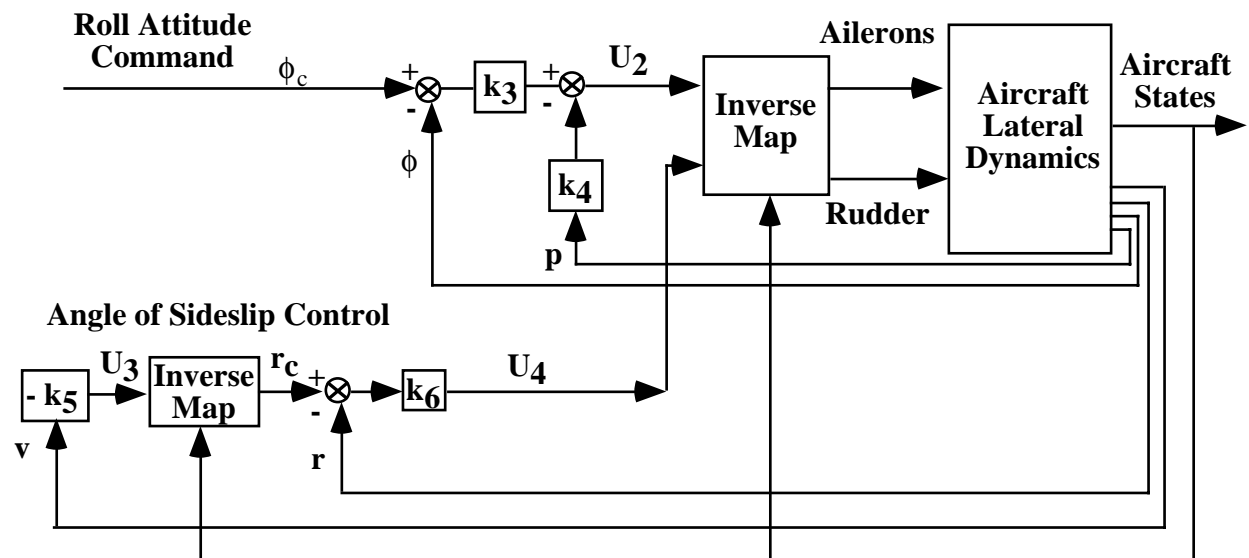 Roll Attitude
Command
ϕc
+
-
k3
+
-
U2
Inverse
Map
Ailerons
Rudder
Aircraft
Lateral
Dynamics
Aircraft
States
ϕ
k4
p
Angle of Sideslip Control
- k5
v
U3
Inverse
Map
rc
+
-
r
k6
U4